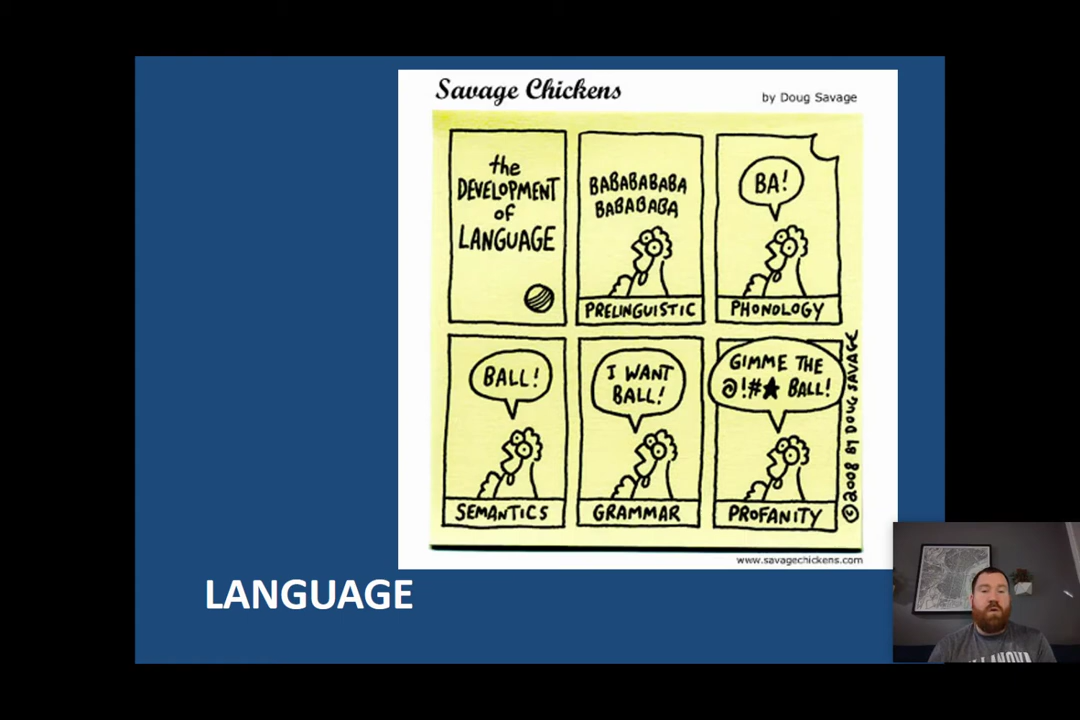 Savage Chickens
by Doug Savage
the
DEVELOPMENT
of
LANGUAGE
BABABABABA
BABABABA
PRELINGUISTIC
BA!
PHONOLOGY
BALL!
SEMANTICS
I WANT
BALL!
GRAMMAR
GIMME THE
@!#★ BALL!
PROFANITY
©2008 BY DOUG SAVAGE
www.savagechickens.com
LANGUAGE